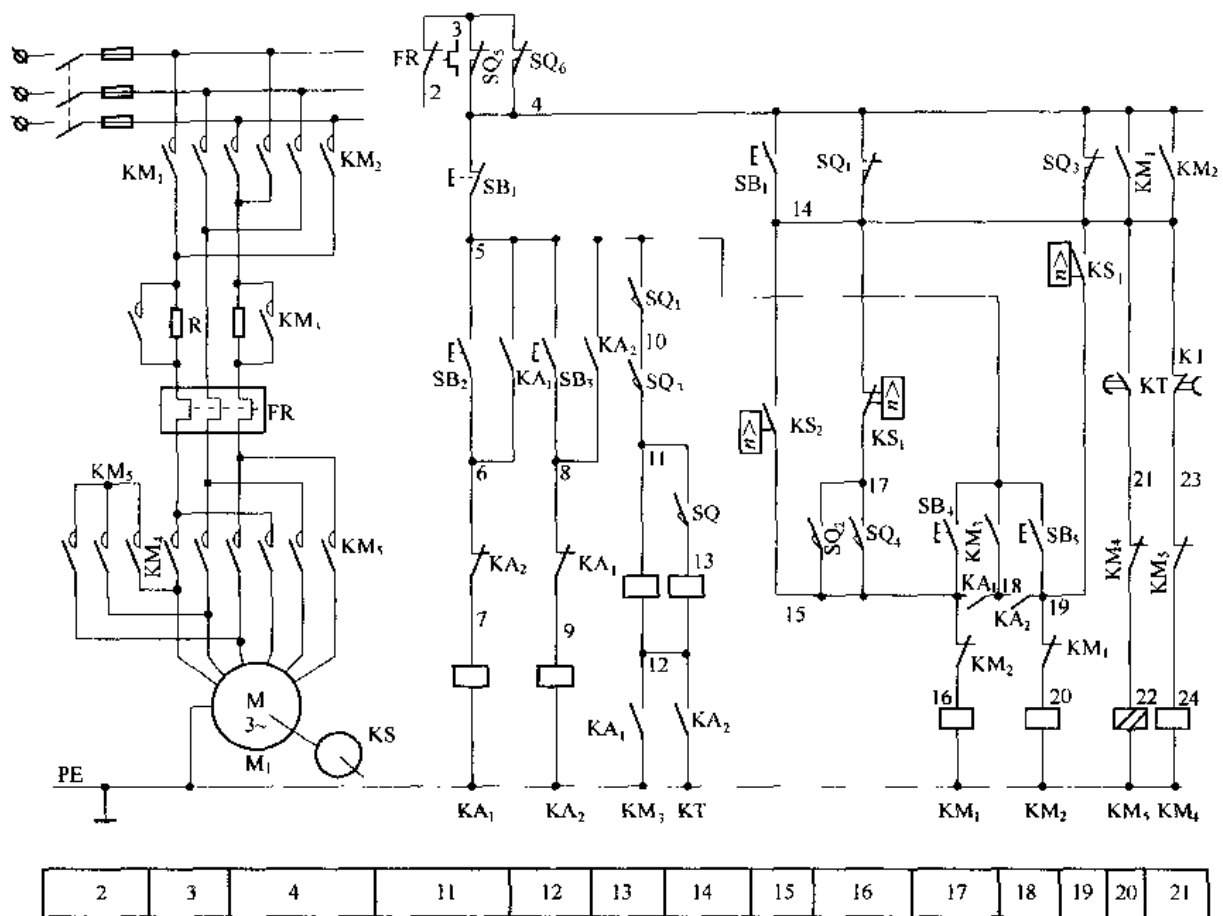 3
FR
SQ₅
SQ₆
2
4
KM₁
KM₂
SB₁
SB₁
SQ₁
SQ₃
KM₁
KM₂
14
5
n>
KS₁
SQ₁
R
KM₃
10
KA₂
SB₂
KA₁
SB₃
SQ₃
n>
KT
KT
FR
n>
KS₂
KS₁
11
6
8
KM₅
17
21
23
SQ
SB₄
KM₃
SB₅
KM₄
KM₅
SQ₂
SQ₄
KA₂
KA₁
13
KM₄
KM₅
KA₁
18
15
KA₂
19
7
9
12
KM₂
KM₁
M
3~
KS
16
20
22
24
KA₁
KA₂
M₁
PE
KA₁
KA₂
KM₃
KT
KM₁
KM₂
KM₅
KM₄
2 3 4 11 12 13 14 15 16 17 18 19 20 21